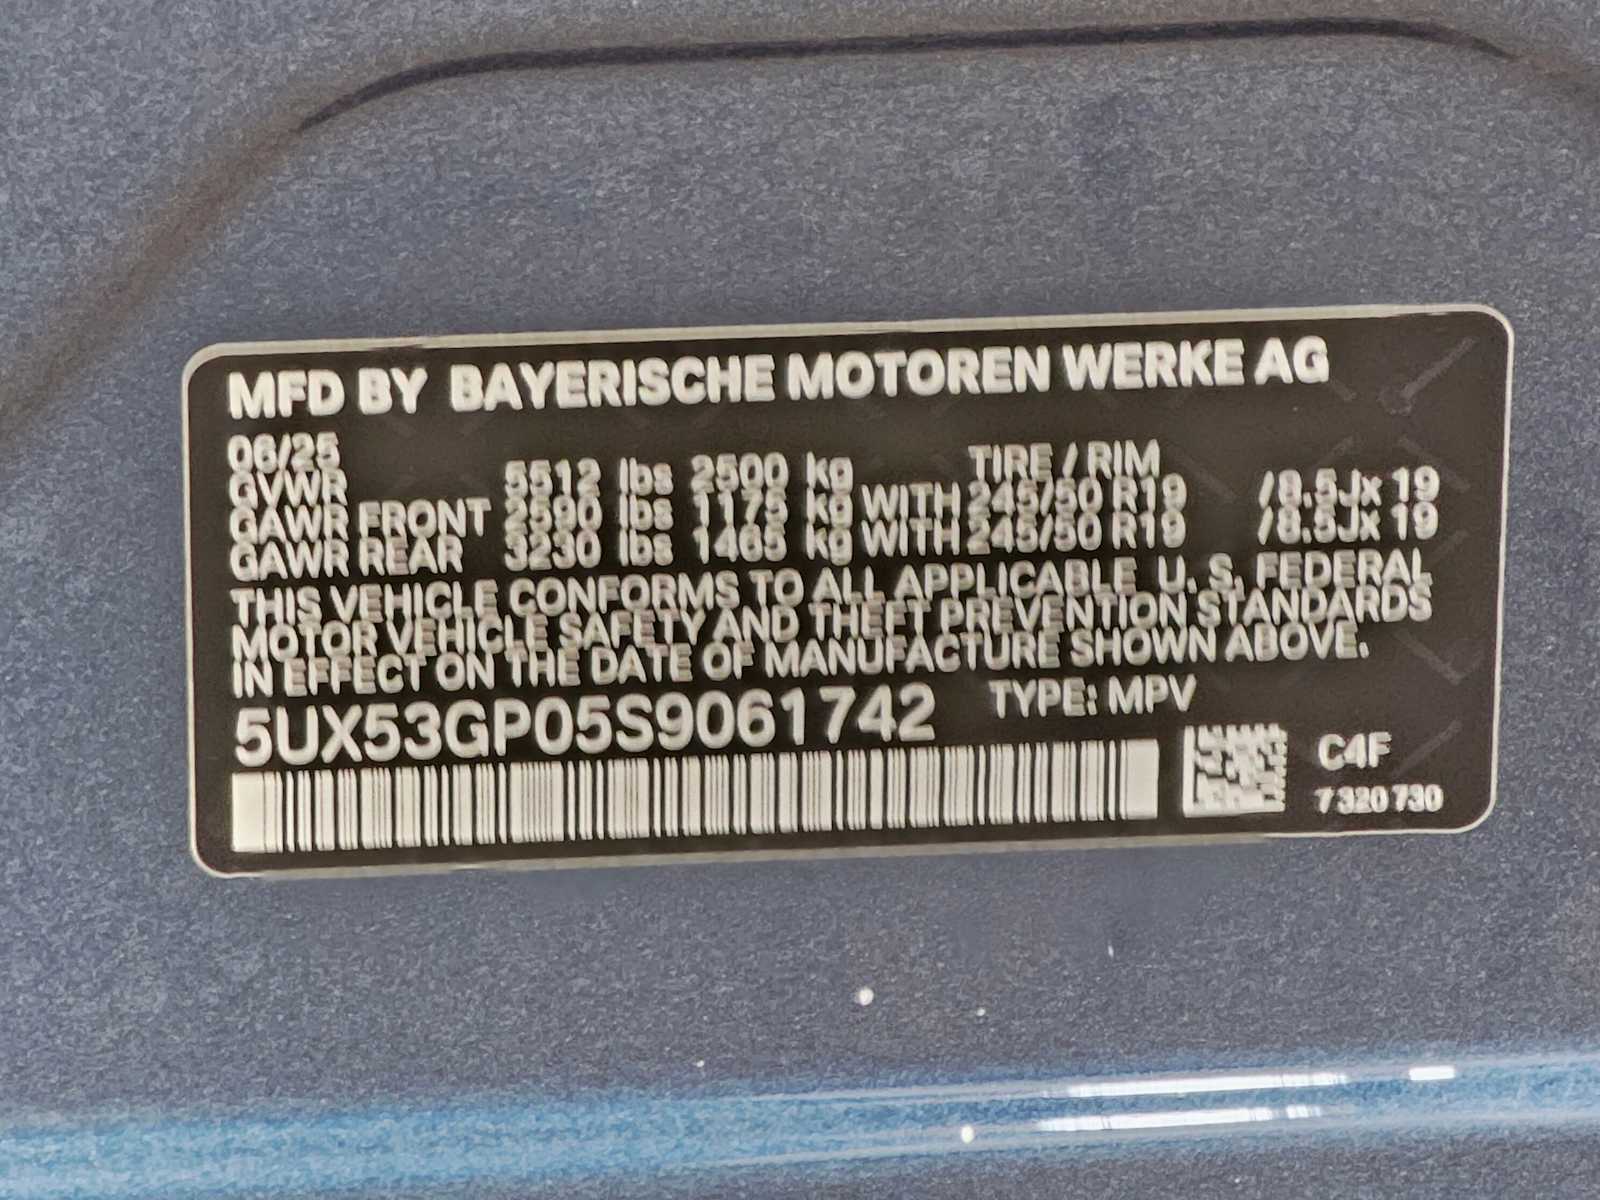 MFD BY BAYERISCHE MOTOREN WERKE AG
06/25
GVWR 5512 lbs 2500 kg TIRE / RIM
GAWR FRONT 2590 lbs 1175 kg WITH 245/50 R19 /8.5Jx 19
GAWR REAR 3230 lbs 1465 kg WITH 245/50 R19 /8.5Jx 19
THIS VEHICLE CONFORMS TO ALL APPLICABLE U. S. FEDERAL
MOTOR VEHICLE SAFETY AND THEFT PREVENTION STANDARDS
IN EFFECT ON THE DATE OF MANUFACTURE SHOWN ABOVE.
5UX53GP05S9061742 TYPE: MPV
C4F
7 320 730